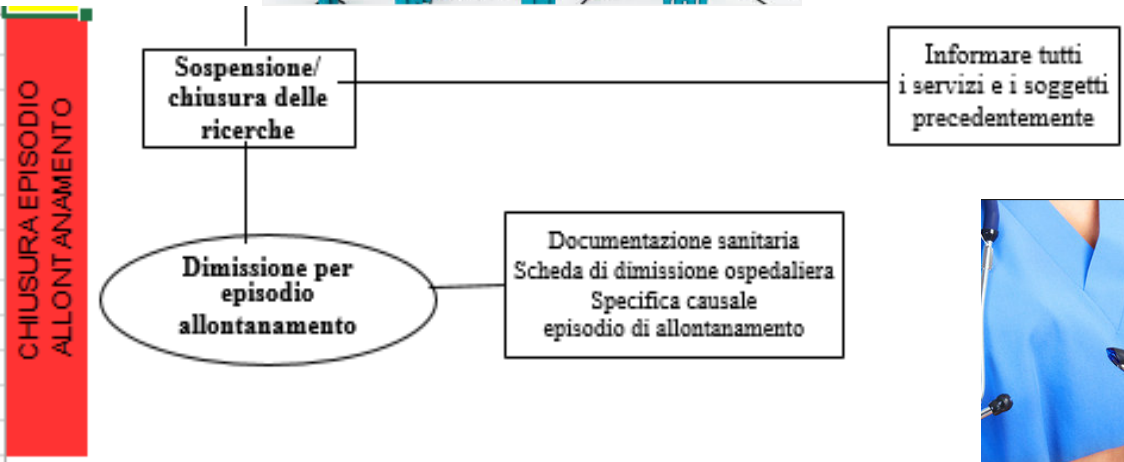 CHIUSURA EPISODIO
ALLONTANAMENTO
Sospensione/
chiusura delle
ricerche
Informare tutti
i servizi e i soggetti
precedentemente
Dimissione per
episodio
allontanamento
Documentazione sanitaria
Scheda di dimissione ospedaliera
Specifica causale
episodio di allontanamento